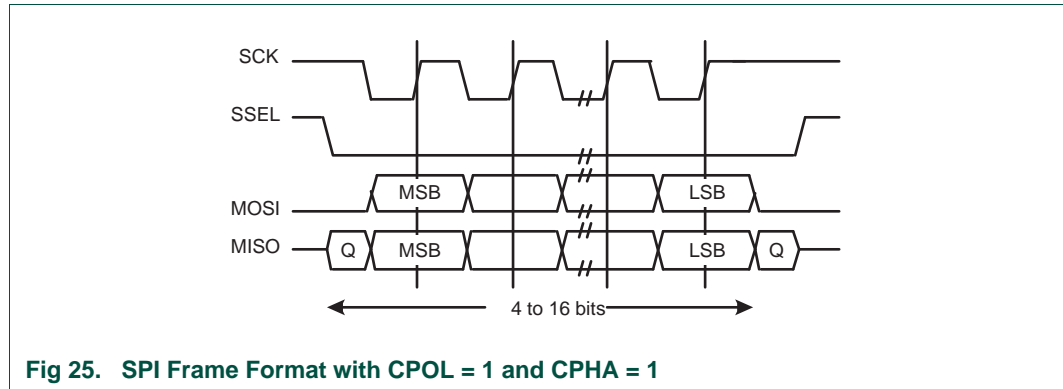 SCK
SSEL
MOSI
MSB
LSB
MISO
Q
MSB
LSB
Q
4 to 16 bits
Fig 25. SPI Frame Format with CPOL = 1 and CPHA = 1